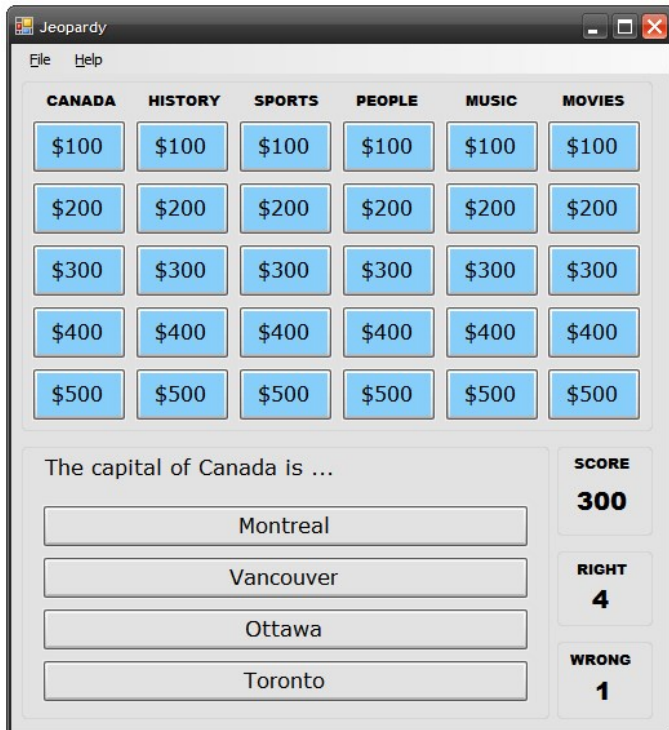 Jeopardy
File Help
CANADA HISTORY SPORTS PEOPLE MUSIC MOVIES
$100 $100 $100 $100 $100 $100
$200 $200 $200 $200 $200 $200
$300 $300 $300 $300 $300 $300
$400 $400 $400 $400 $400 $400
$500 $500 $500 $500 $500 $500
The capital of Canada is ...
Montreal
Vancouver
Ottawa
Toronto
SCORE
300
RIGHT
4
WRONG
1